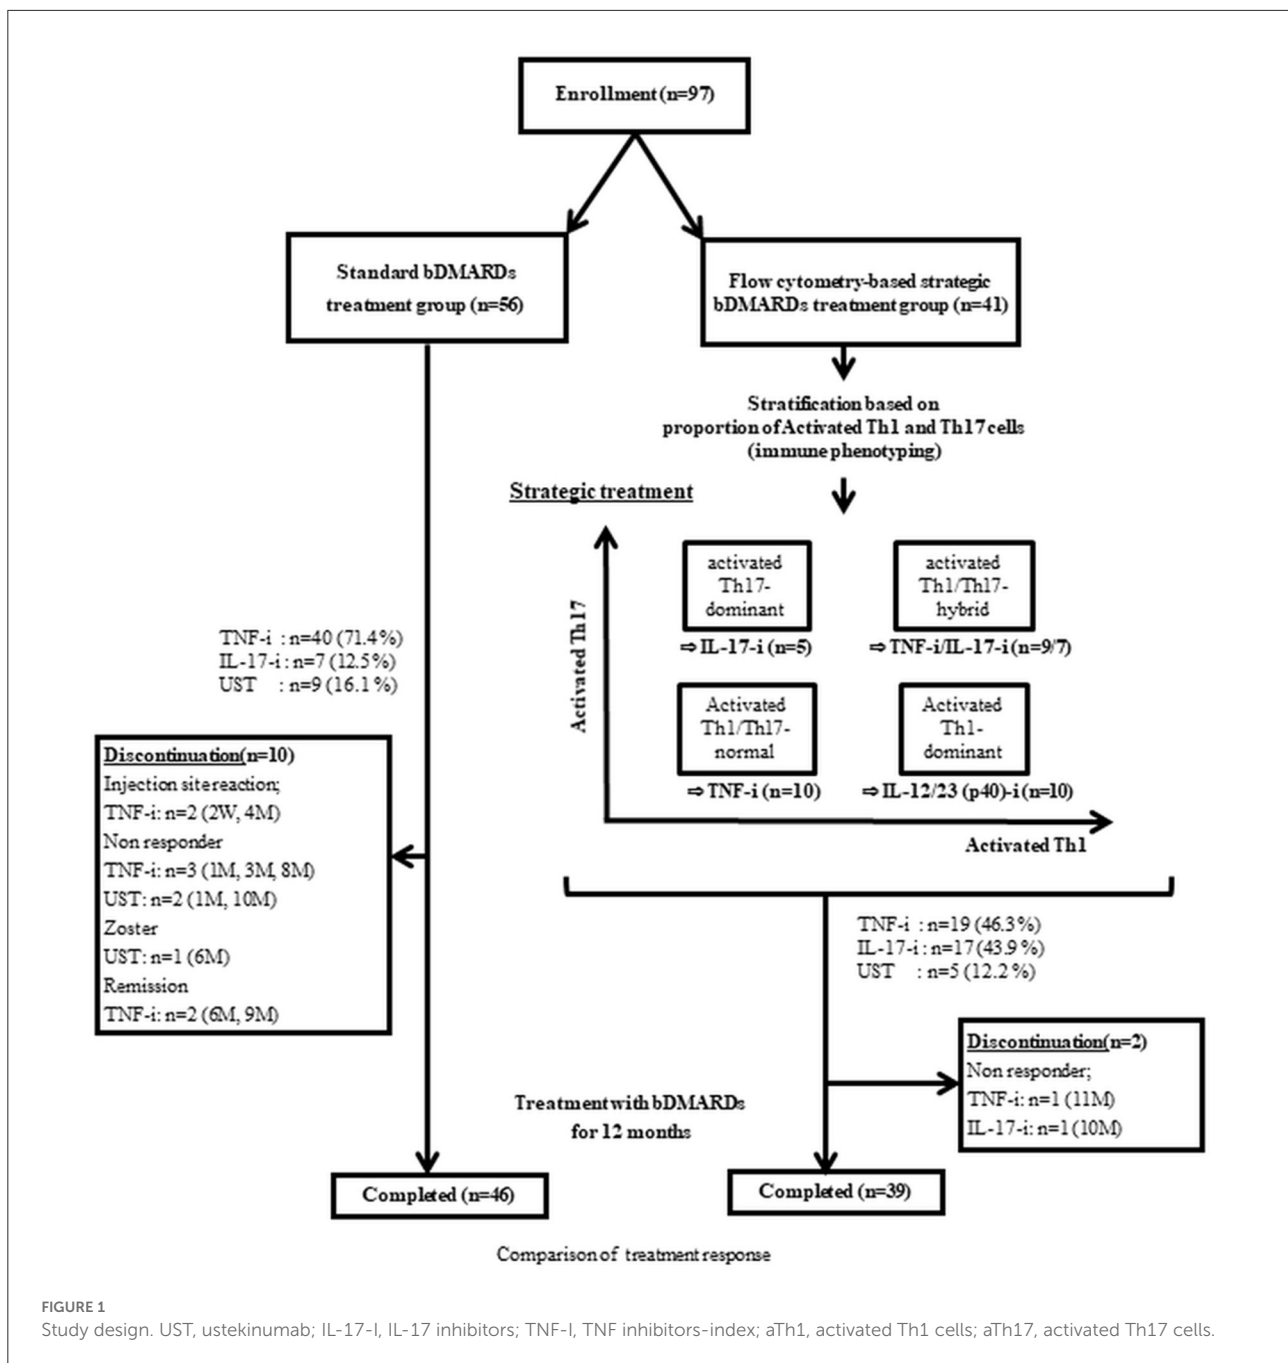 Enrollment (n=97)
Standard bDMARDs
treatment group (n=56)
Flow cytometry-based strategic
bDMARDs treatment group (n=41)
Stratification based on
proportion of Activated Th1 and Th17 cells
(immune phenotyping)
Strategic treatment
Activated Th17
activated
Th17-
dominant
⇨ IL-17-i (n=5)
activated
Th1/Th17-
hybrid
⇨ TNF-i/IL-17-i (n=9/7)
Activated
Th1/Th17-
normal
⇨ TNF-i (n=10)
Activated
Th1-
dominant
⇨ IL-12/23 (p40)-i (n=10)
Activated Th1
TNF-i : n=40 (71.4%)
IL-17-i : n=7 (12.5%)
UST : n=9 (16.1%)
Discontinuation(n=10)
Injection site reaction;
TNF-i: n=2 (2W, 4M)
Non responder
TNF-i: n=3 (1M, 3M, 8M)
UST: n=2 (1M, 10M)
Zoster
UST: n=1 (6M)
Remission
TNF-i: n=2 (6M, 9M)
TNF-i : n=19 (46.3%)
IL-17-i : n=17 (43.9%)
UST : n=5 (12.2%)
Discontinuation(n=2)
Non responder;
TNF-i: n=1 (11M)
IL-17-i: n=1 (10M)
Treatment with bDMARDs
for 12 months
Completed (n=46)
Completed (n=39)
Comparison of treatment response
FIGURE 1
Study design. UST, ustekinumab; IL-17-I, IL-17 inhibitors; TNF-I, TNF inhibitors-index; aTh1, activated Th1 cells; aTh17, activated Th17 cells.